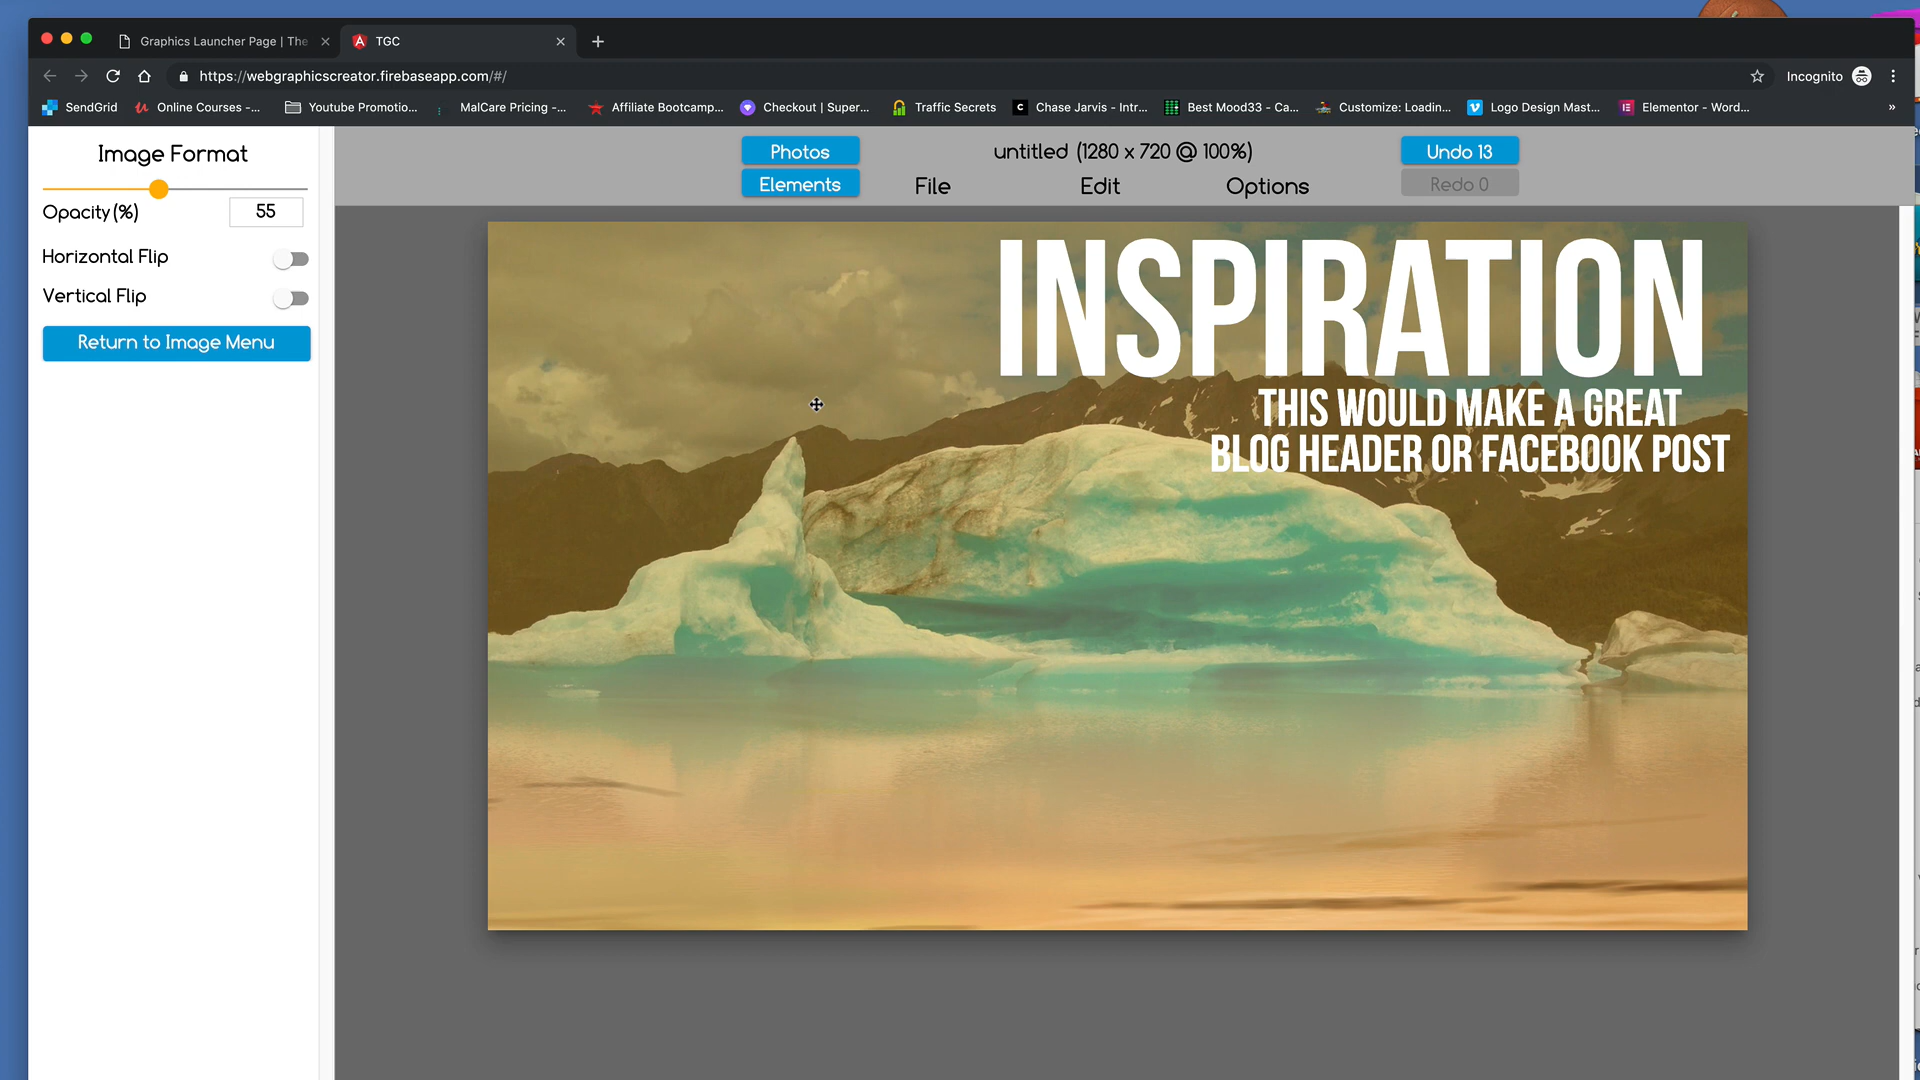 Graphics Launcher Page | The
TGC
https://webgraphicscreator.firebaseapp.com/#/
Incognito
SendGrid
Online Courses -...
Youtube Promotio...
MalCare Pricing -...
Affiliate Bootcamp...
Checkout | Super...
Traffic Secrets
Chase Jarvis - Intr...
Best Mood33 - Ca...
Customize: Loadin...
Logo Design Mast...
Elementor - Word...
»
Image Format
Opacity (%)
55
Horizontal Flip
Vertical Flip
Return to Image Menu
Photos
untitled (1280 x 720 @ 100%)
Undo 13
Elements
File
Edit
Options
Redo 0
INSPIRATION
THIS WOULD MAKE A GREAT
BLOG HEADER OR FACEBOOK POST